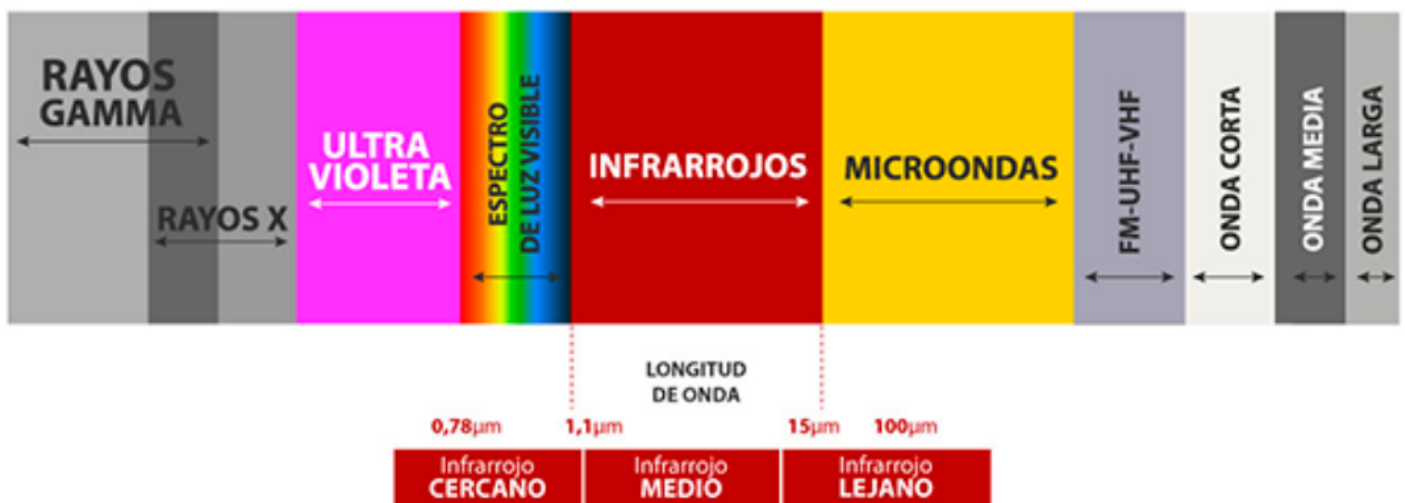 RAYOS
GAMMA
RAYOS X
ULTRA
VIOLETA
ESPECTRO
DE LUZ VISIBLE
INFRARROJOS
MICROONDAS
FM-UHF-VHF
ONDA CORTA
ONDA MEDIA
ONDA LARGA
LONGITUD
DE ONDA
0,78µm
1,1µm
15µm
100µm
Infrarrojo
CERCANO
Infrarrojo
MEDIO
Infrarrojo
LEJANO